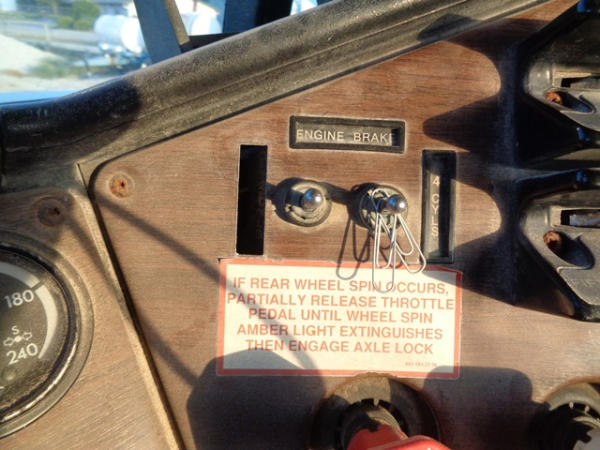 ENGINE BRAKE
4 CYLS
IF REAR WHEEL SPIN OCCURS,
PARTIALLY RELEASE THROTTLE
PEDAL UNTIL WHEEL SPIN
AMBER LIGHT EXTINGUISHES
THEN ENGAGE AXLE LOCK
180
S
240